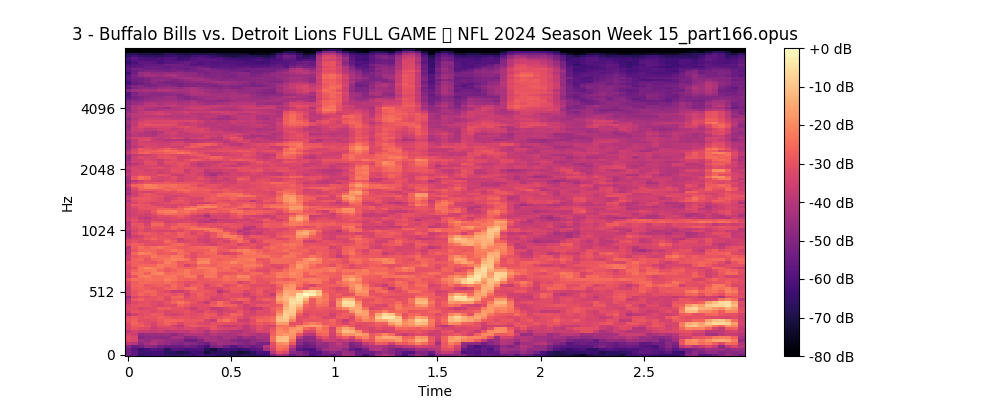 3 - Buffalo Bills vs. Detroit Lions FULL GAME ▯ NFL 2024 Season Week 15_part166.opus
+0 dB
-10 dB
-20 dB
-30 dB
-40 dB
-50 dB
-60 dB
-70 dB
-80 dB
4096
2048
1024
512
0
Hz
0
0.5
1
1.5
2
2.5
Time